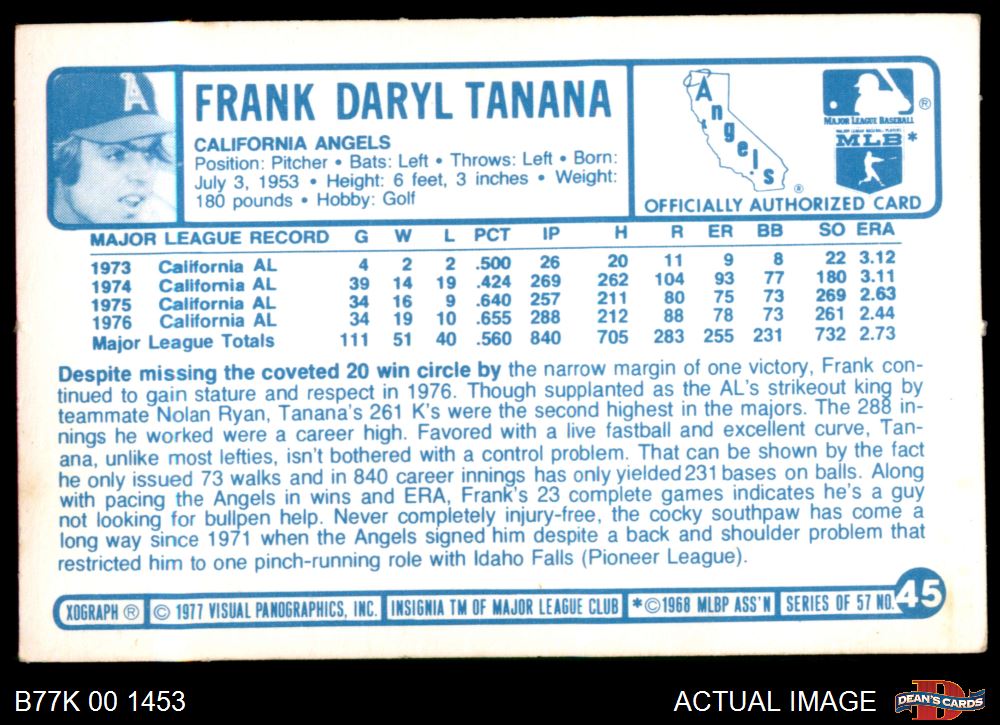 A
FRANK DARYL TANANA
CALIFORNIA ANGELS
Position: Pitcher • Bats: Left • Throws: Left • Born:
July 3, 1953 • Height: 6 feet, 3 inches • Weight:
180 pounds • Hobby: Golf
Angels ®
®
MAJOR LEAGUE BASEBALL
MAJOR LEAGUE BASEBALL PLAYERS
MLB *
OFFICIALLY AUTHORIZED CARD
MAJOR LEAGUE RECORD G W L PCT IP H R ER BB SO ERA
1973 California AL 4 2 2 .500 26 20 11 9 8 22 3.12
1974 California AL 39 14 19 .424 269 262 104 93 77 180 3.11
1975 California AL 34 16 9 .640 257 211 80 75 73 269 2.63
1976 California AL 34 19 10 .655 288 212 88 78 73 261 2.44
Major League Totals 111 51 40 .560 840 705 283 255 231 732 2.73
Despite missing the coveted 20 win circle by the narrow margin of one victory, Frank con-
tinued to gain stature and respect in 1976. Though supplanted as the AL's strikeout king by
teammate Nolan Ryan, Tanana's 261 K's were the second highest in the majors. The 288 in-
nings he worked were a career high. Favored with a live fastball and excellent curve, Tan-
ana, unlike most lefties, isn't bothered with a control problem. That can be shown by the fact
he only issued 73 walks and in 840 career innings has only yielded 231 bases on balls. Along
with pacing the Angels in wins and ERA, Frank's 23 complete games indicates he's a guy
not looking for bullpen help. Never completely injury-free, the cocky southpaw has come a
long way since 1971 when the Angels signed him despite a back and shoulder problem that
restricted him to one pinch-running role with Idaho Falls (Pioneer League).
XOGRAPH ® © 1977 VISUAL PANOGRAPHICS, INC. INSIGNIA TM OF MAJOR LEAGUE CLUB *©1968 MLBP ASS'N SERIES OF 57 NO. 45
B77K 00 1453 ACTUAL IMAGE DEAN'S CARDS